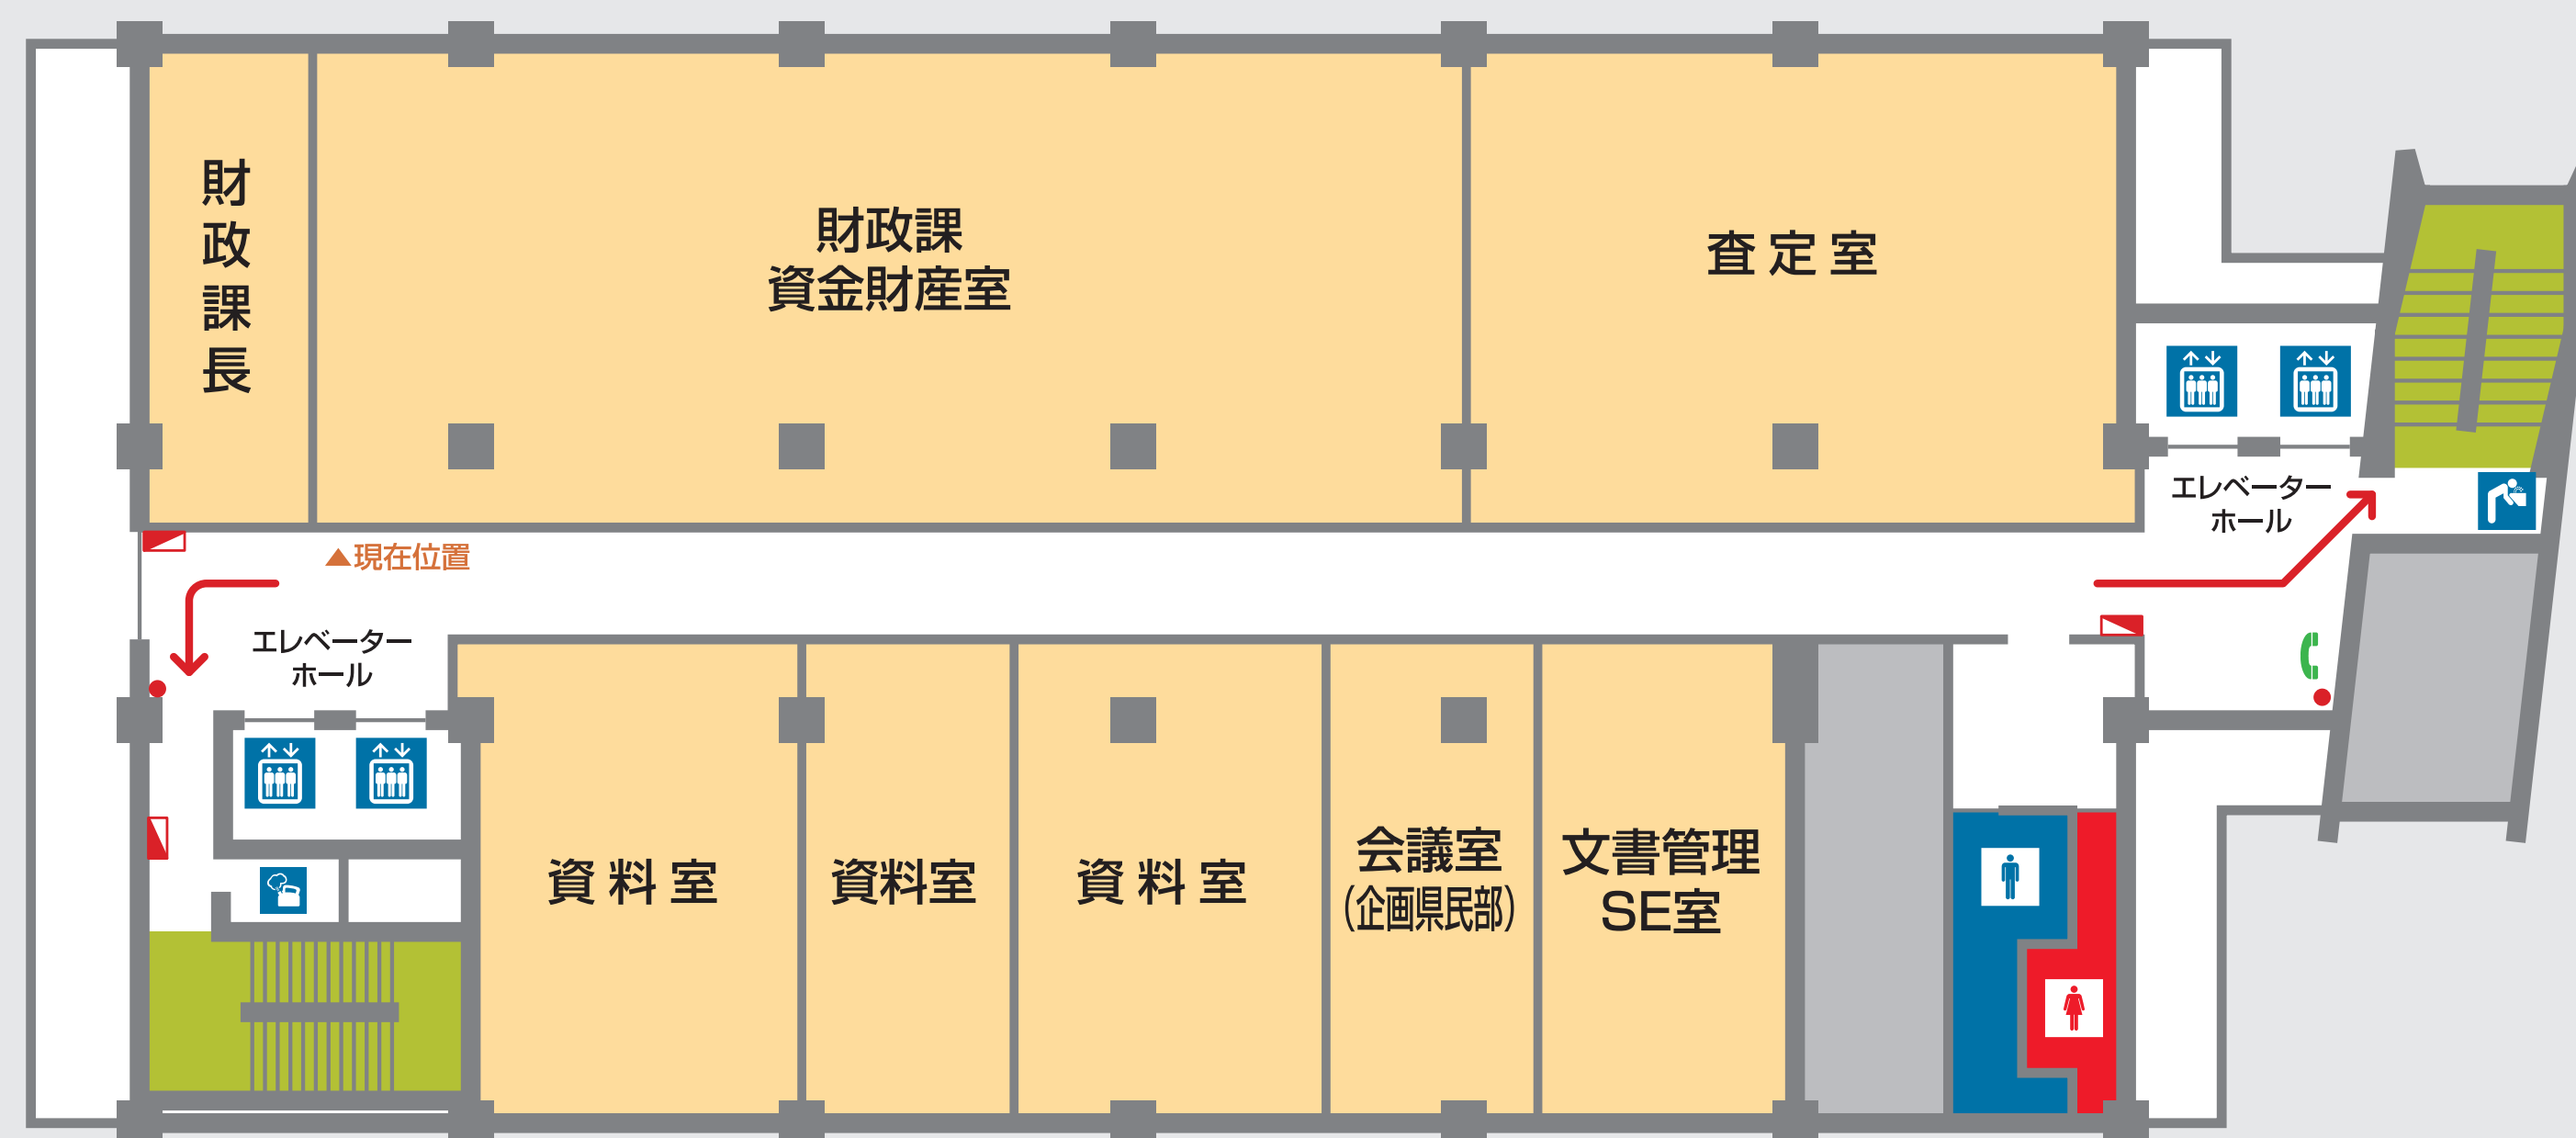 財政課長
財政課
資金財産室
査定室
エレベーター
ホール
▲現在位置
エレベーター
ホール
資料室
資料室
資料室
会議室
(企画県民部)
文書管理
SE室